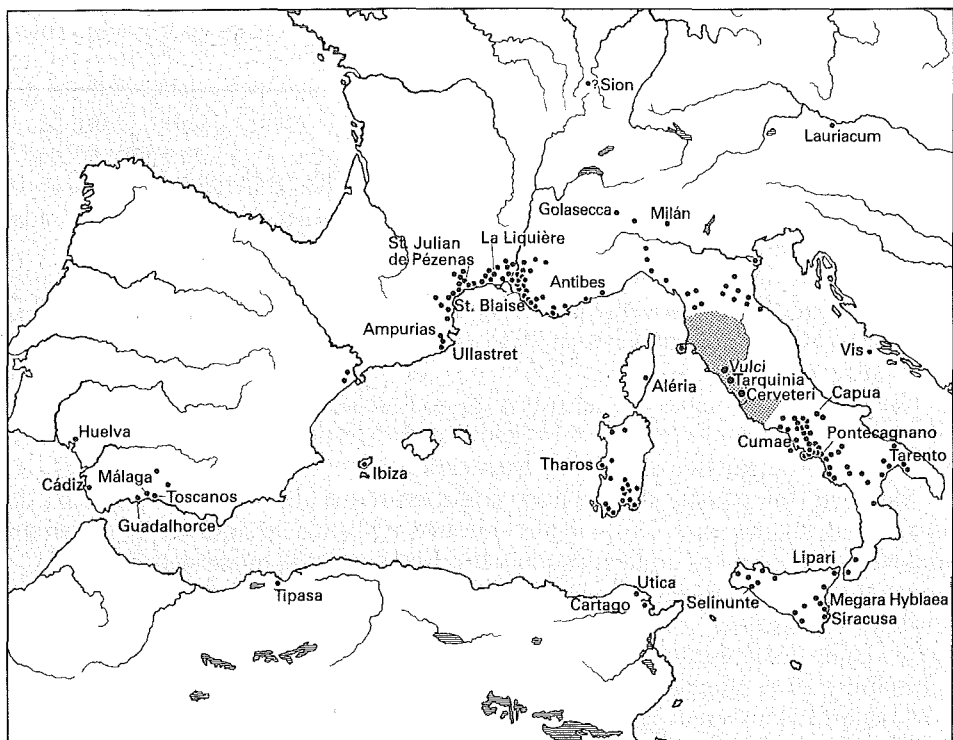 ? Sion
Lauriacum
Golasecca
Milán
St. Julian
de Pézenas
La Liquière
Antibes
St. Blaise
Ampurias
Ullastret
Vulci
Tarquinia
Cerveteri
Vis
Aléria
Capua
Cumae
Pontecagnano
Tarento
Huelva
Cádiz
Málaga
Toscanos
Guadalhorce
Ibiza
Tharos
Lipari
Tipasa
Utica
Cartago
Selinunte
Megara Hyblaea
Siracusa